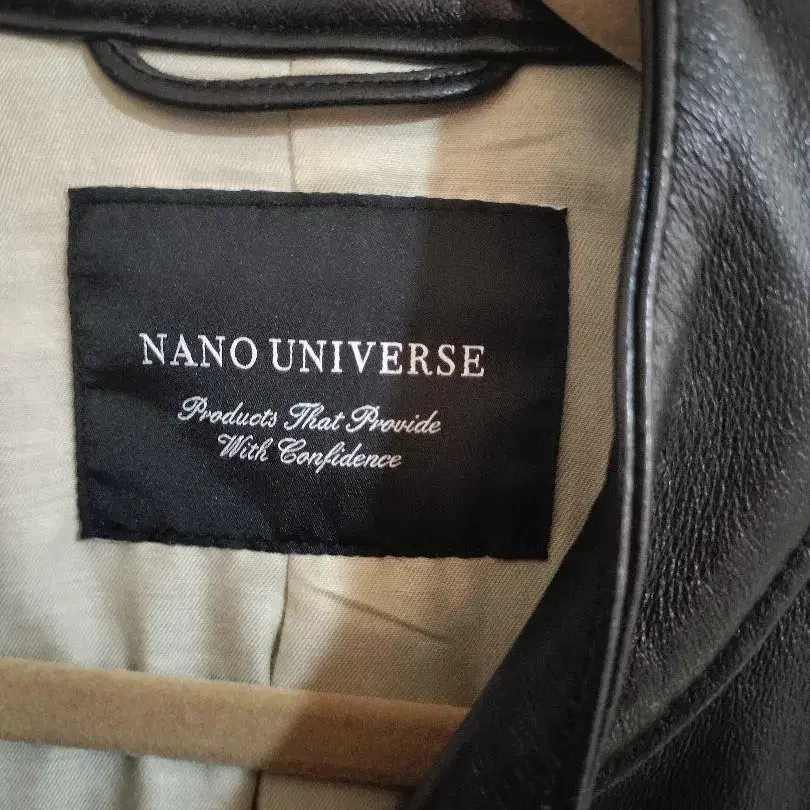 NANO UNIVERSE
Products That Provide
With Confidence